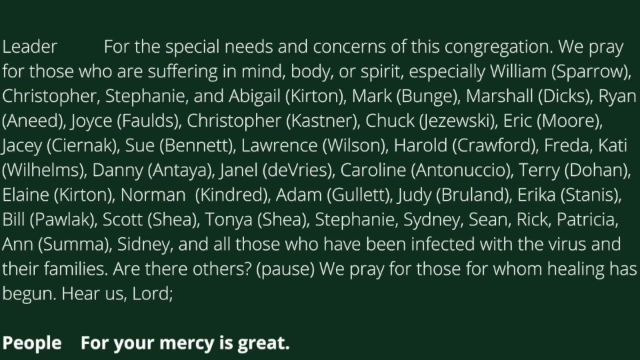 Leader For the special needs and concerns of this congregation. We pray
for those who are suffering in mind, body, or spirit, especially William (Sparrow),
Christopher, Stephanie, and Abigail (Kirton), Mark (Bunge), Marshall (Dicks), Ryan
(Aneed), Joyce (Faulds), Christopher (Kastner), Chuck (Jezewski), Eric (Moore),
Jacey (Ciernak), Sue (Bennett), Lawrence (Wilson), Harold (Crawford), Freda, Kati
(Wilhelms), Danny (Antaya), Janel (deVries), Caroline (Antonuccio), Terry (Dohan),
Elaine (Kirton), Norman (Kindred), Adam (Gullett), Judy (Bruland), Erika (Stanis),
Bill (Pawlak), Scott (Shea), Tonya (Shea), Stephanie, Sydney, Sean, Rick, Patricia,
Ann (Summa), Sidney, and all those who have been infected with the virus and
their families. Are there others? (pause) We pray for those for whom healing has
begun. Hear us, Lord;
People For your mercy is great.